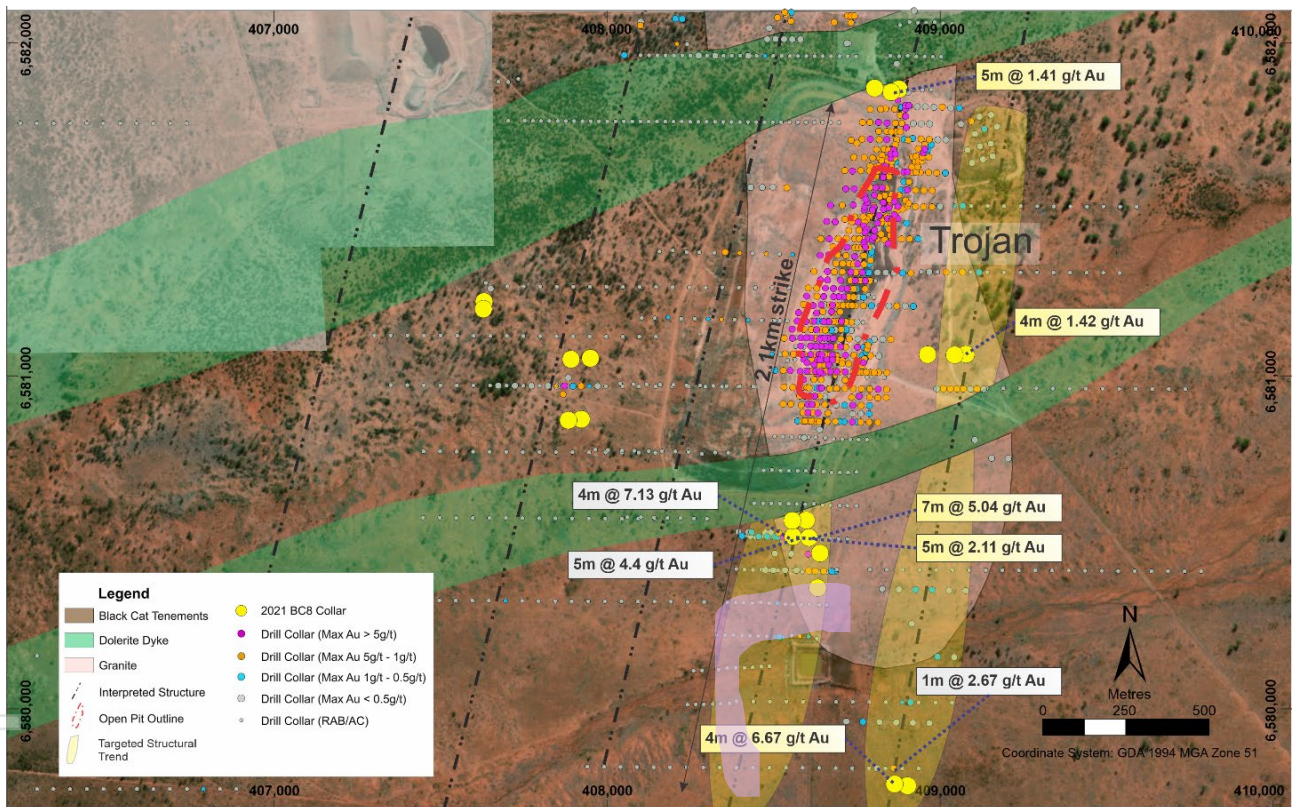 407,000
408,000
409,000
410,000
6,582,000
6,582,000
5m @ 1.41 g/t Au
Trojan
2.1km strike
4m @ 1.42 g/t Au
6,581,000
6,581,000
4m @ 7.13 g/t Au
7m @ 5.04 g/t Au
5m @ 2.11 g/t Au
5m @ 4.4 g/t Au
Legend
Black Cat Tenements
Dolerite Dyke
Granite
Interpreted Structure
Open Pit Outline
Targeted Structural
Trend
2021 BC8 Collar
Drill Collar (Max Au > 5g/t)
Drill Collar (Max Au 5g/t - 1g/t)
Drill Collar (Max Au 1g/t - 0.5g/t)
Drill Collar (Max Au < 0.5g/t)
Drill Collar (RAB/AC)
N
Metres
0 250 500
Coordinate System: GDA 1994 MGA Zone 51
1m @ 2.67 g/t Au
4m @ 6.67 g/t Au
6,580,000
6,580,000
407,000
408,000
409,000
410,000